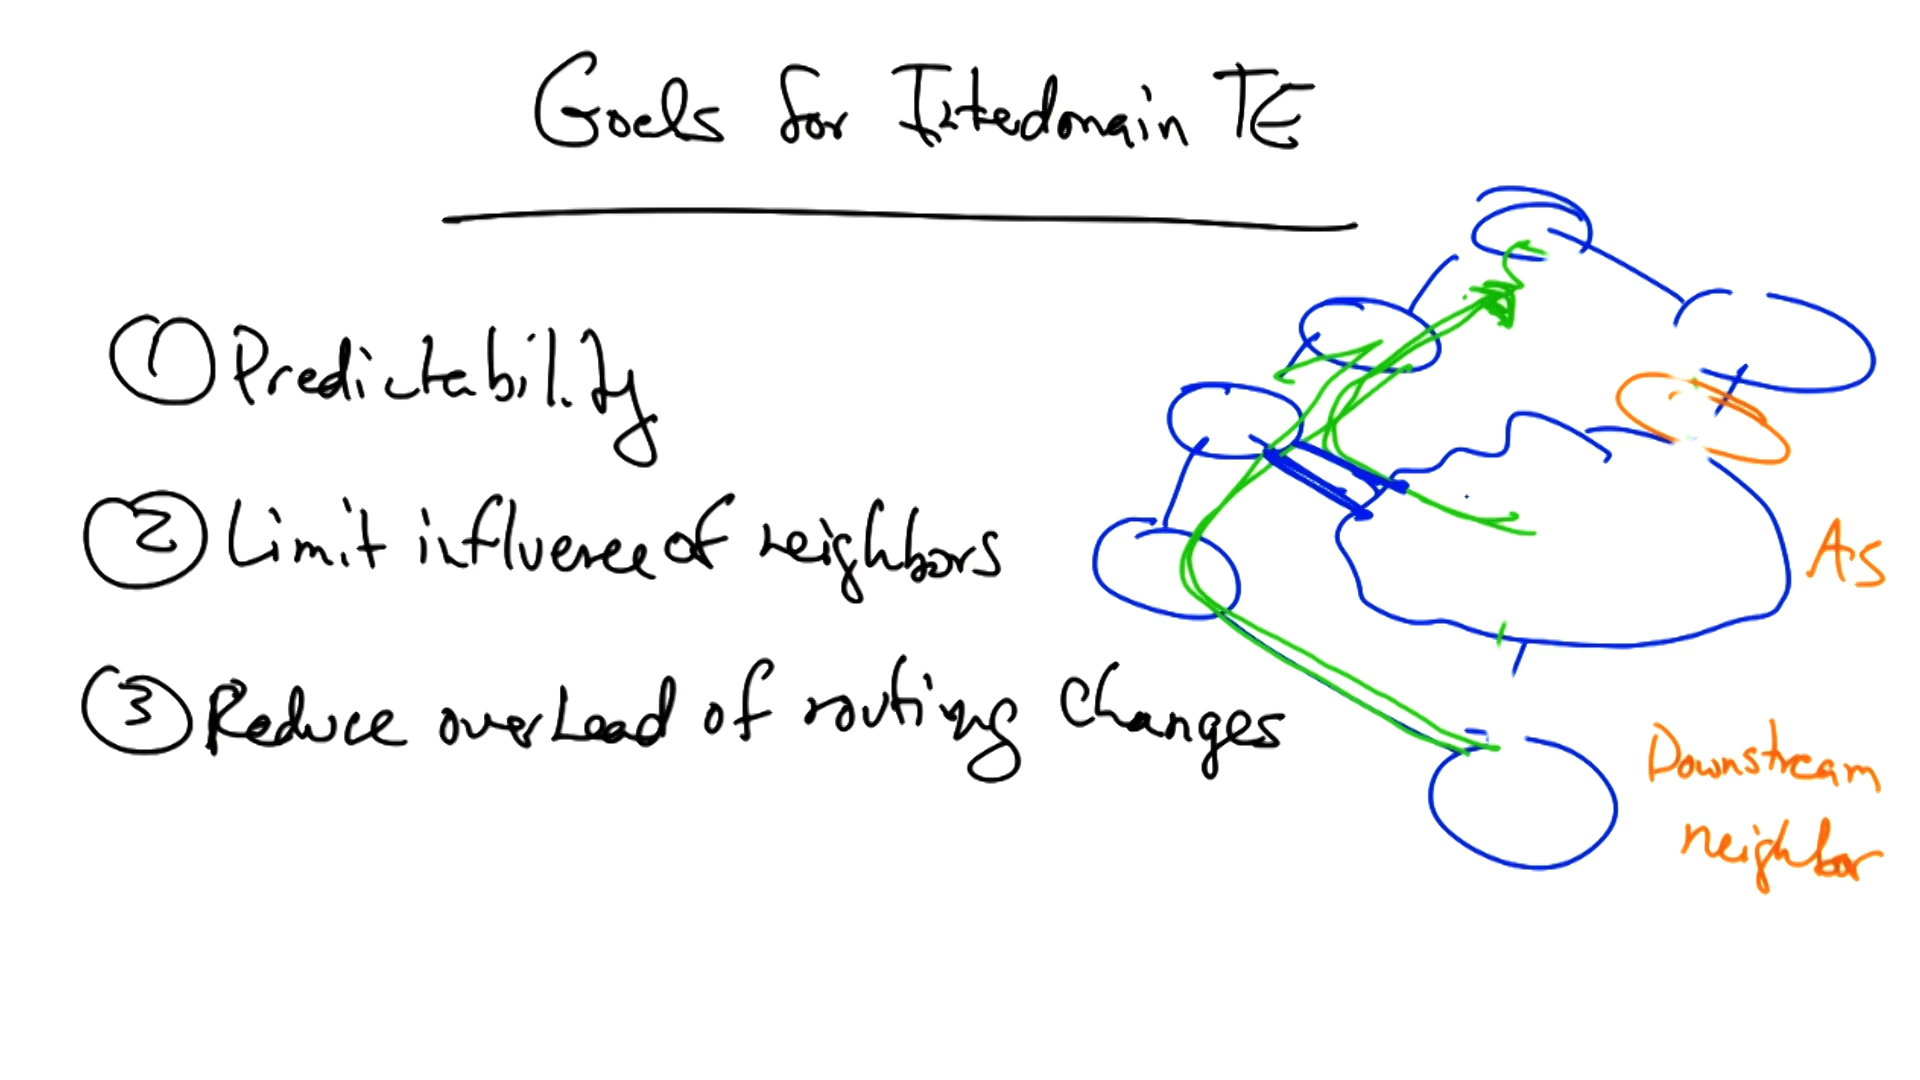 Goals for Interdomain TE
① Predictability
② Limit influence of neighbors
③ Reduce overhead of routing changes
AS
Downstream
neighbor